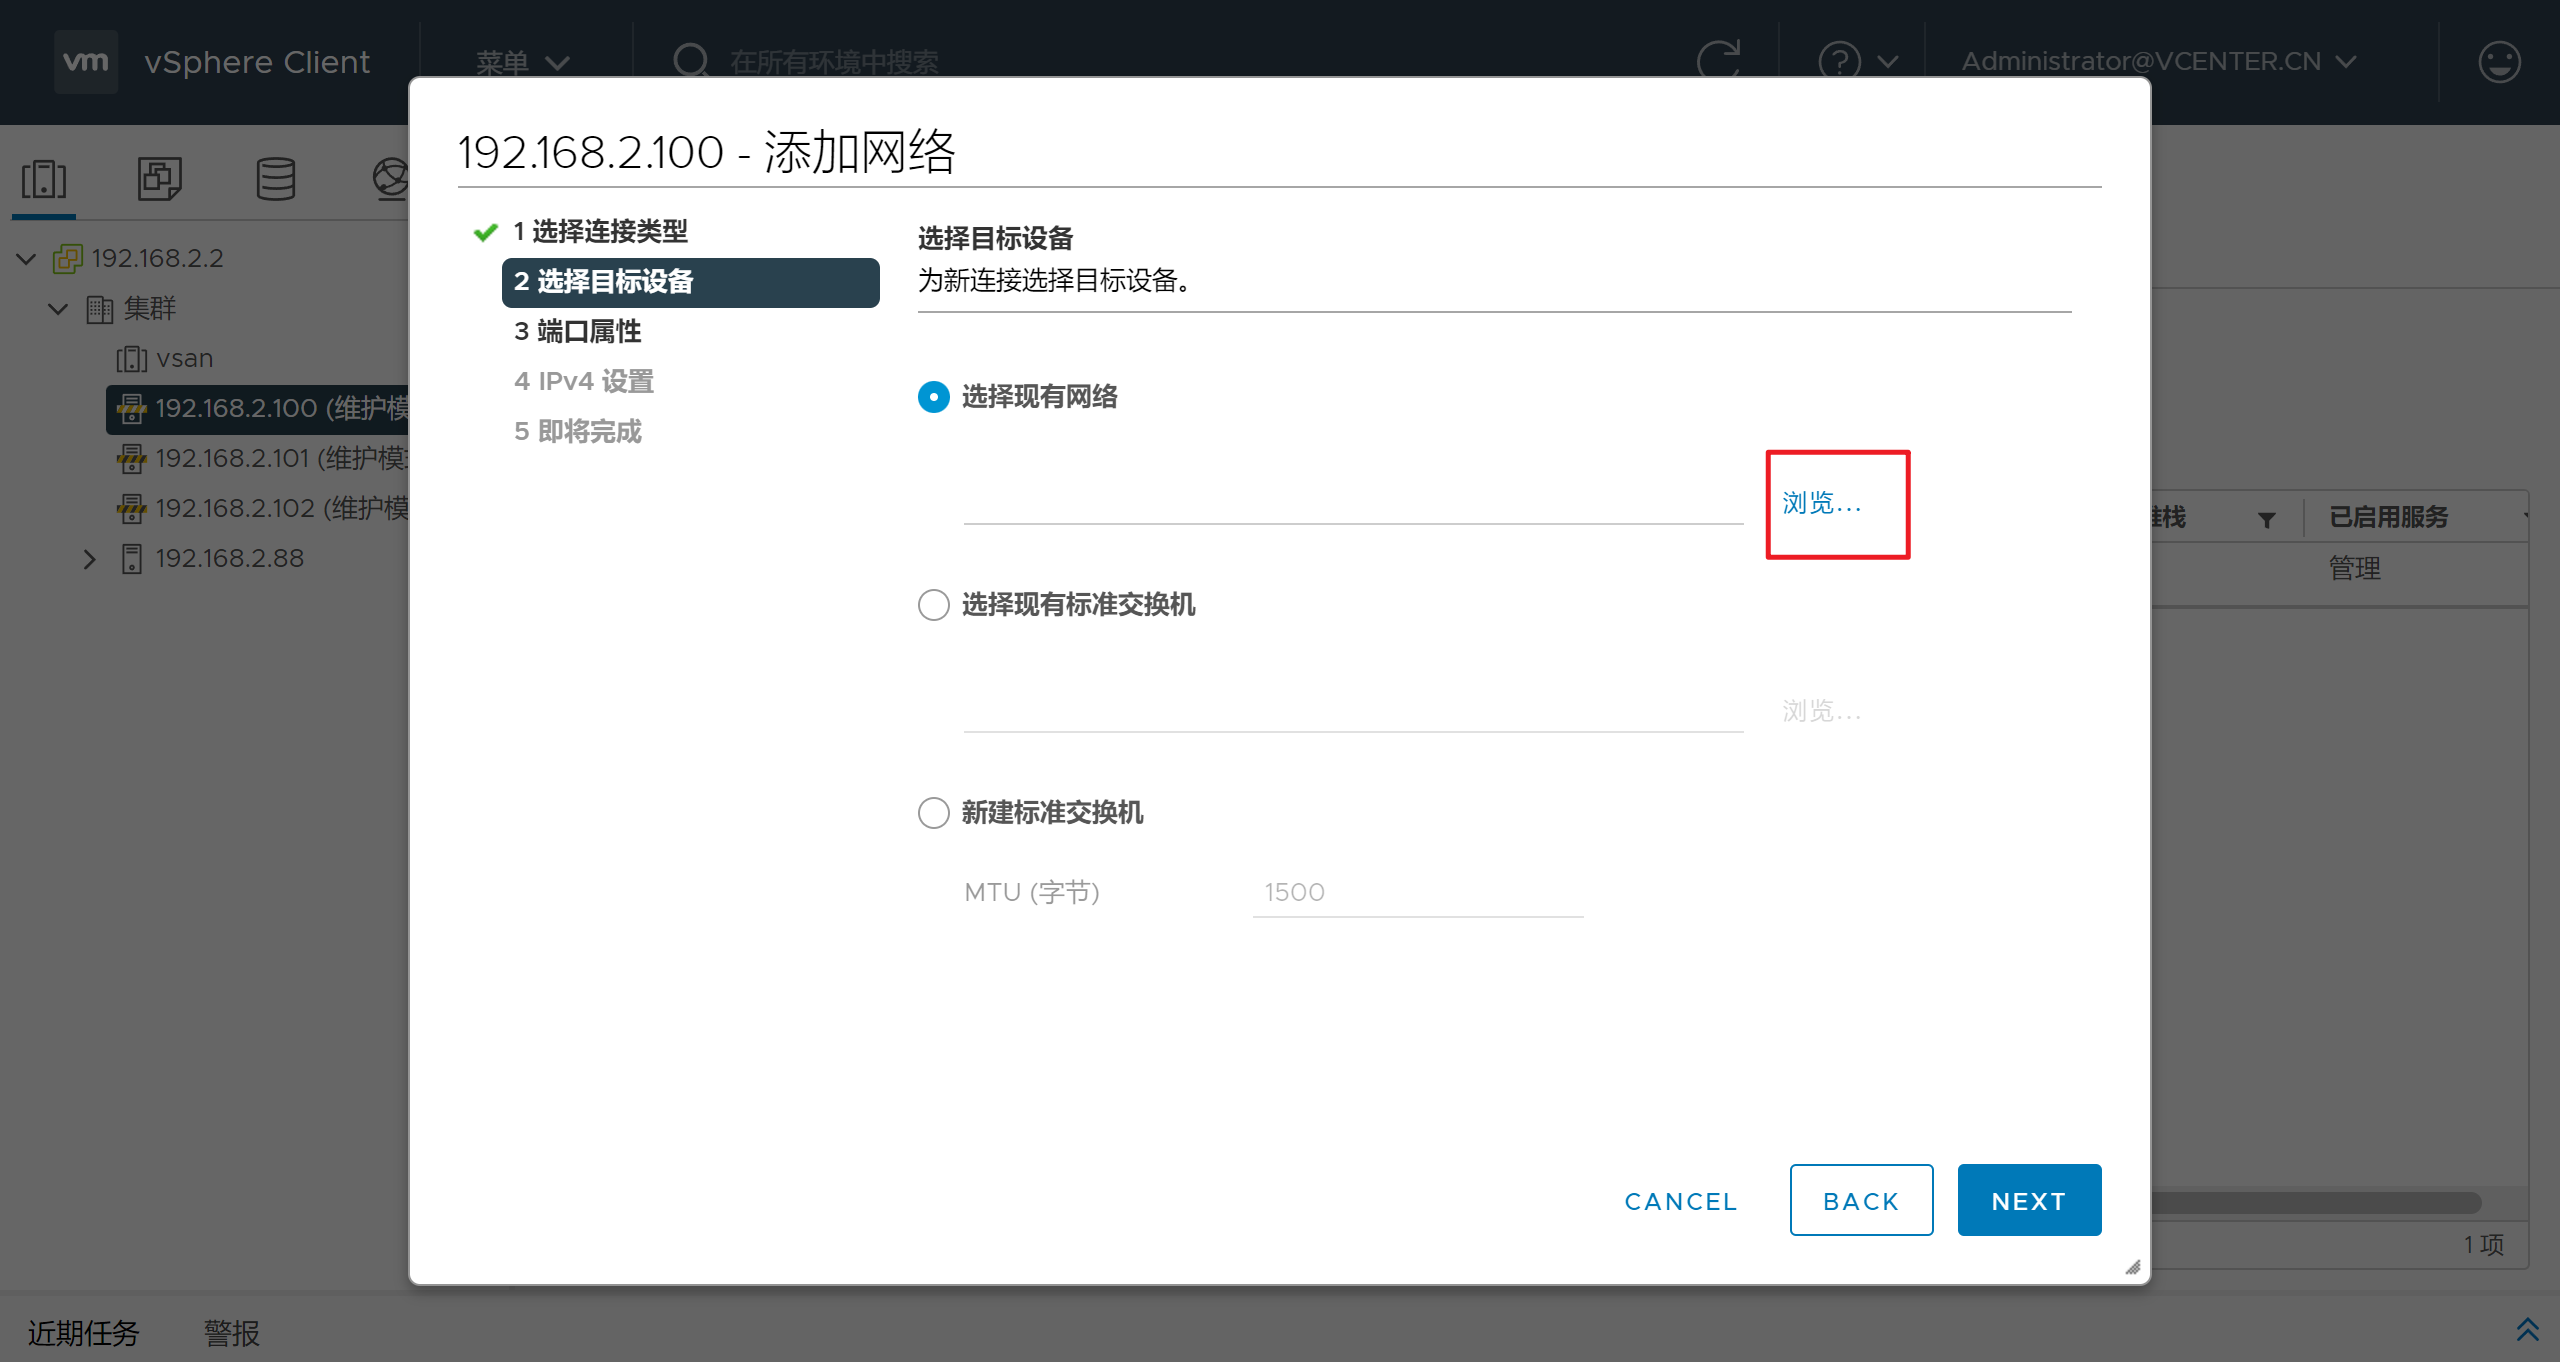 vm vSphere Client 菜单 在所有环境中搜索 Administrator@VCENTER.CN
192.168.2.2
集群
vsan
192.168.2.100 (维护模
192.168.2.101 (维护模
192.168.2.102 (维护模
192.168.2.88
192.168.2.100 - 添加网络
1 选择连接类型
2 选择目标设备
3 端口属性
4 IPv4 设置
5 即将完成
选择目标设备
为新连接选择目标设备。
选择现有网络
浏览...
选择现有标准交换机
浏览...
新建标准交换机
MTU (字节) 1500
CANCEL BACK NEXT
栈 已启用服务
管理
1 项
近期任务 警报